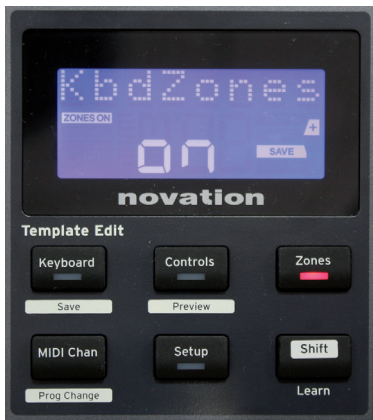 KbdZones
ZONES ON
+
on
SAVE
novation
Template Edit
Keyboard Controls Zones
Save Preview
MIDI Chan Setup Shift
Prog Change Learn